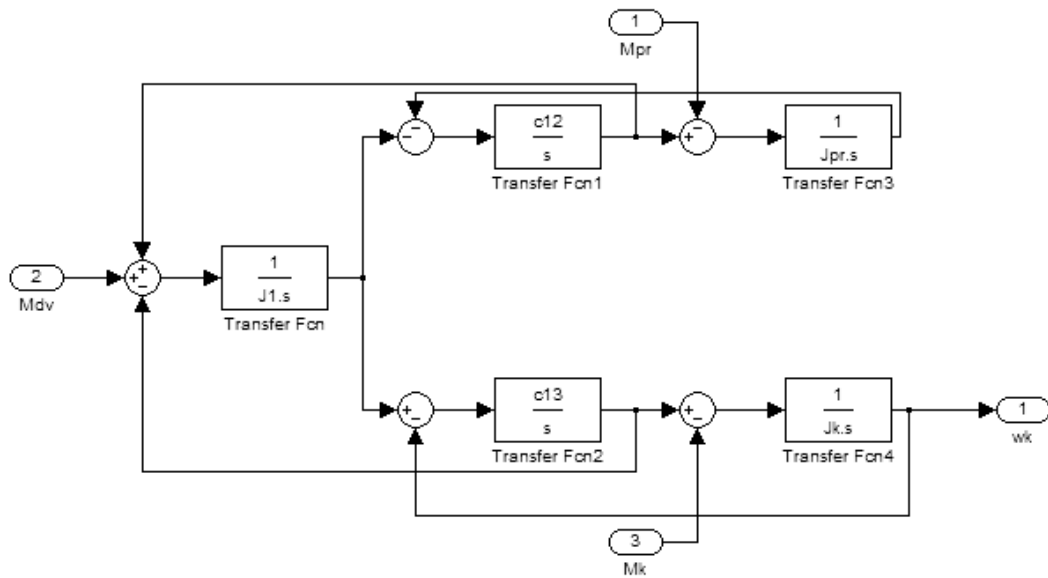 1
Mpr
c12
s
Transfer Fcn1
1
Jpr.s
Transfer Fcn3
2
Mdv
1
J1.s
Transfer Fcn
c13
s
Transfer Fcn2
1
Jk.s
Transfer Fcn4
1
wk
3
Mk